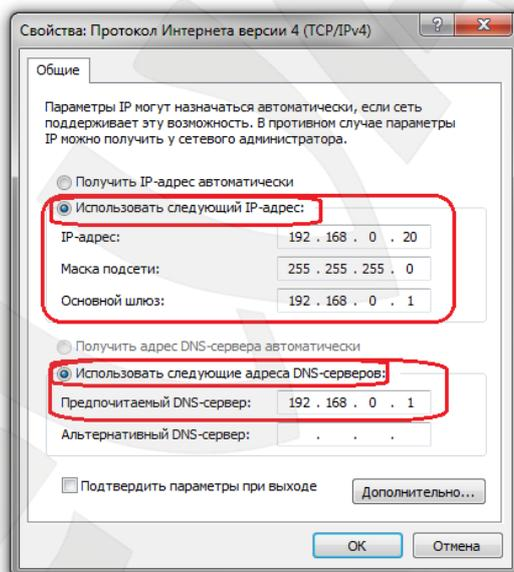 Свойства: Протокол Интернета версии 4 (TCP/IPv4)
Общие
Параметры IP могут назначаться автоматически, если сеть
поддерживает эту возможность. В противном случае параметры
IP можно получить у сетевого администратора.
Получить IP-адрес автоматически
Использовать следующий IP-адрес:
IP-адрес: 192 . 168 . 0 . 20
Маска подсети: 255 . 255 . 255 . 0
Основной шлюз: 192 . 168 . 0 . 1
Получить адрес DNS-сервера автоматически
Использовать следующие адреса DNS-серверов:
Предпочитаемый DNS-сервер: 192 . 168 . 0 . 1
Альтернативный DNS-сервер: . . .
Подтвердить параметры при выходе
Дополнительно...
ОК Отмена